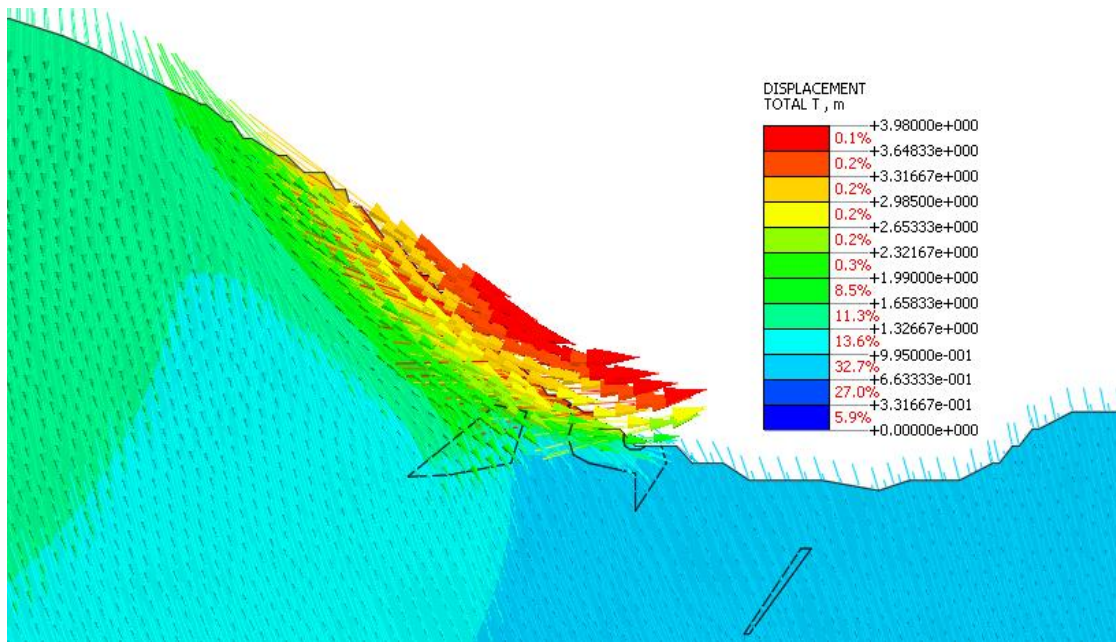 DISPLACEMENT
TOTAL T , m
+3.98000e+000
0.1%
+3.64833e+000
0.2%
+3.31667e+000
0.2%
+2.98500e+000
0.2%
+2.65333e+000
0.2%
+2.32167e+000
0.3%
+1.99000e+000
8.5%
+1.65833e+000
11.3%
+1.32667e+000
13.6%
+9.95000e-001
32.7%
+6.63333e-001
27.0%
+3.31667e-001
5.9%
+0.00000e+000